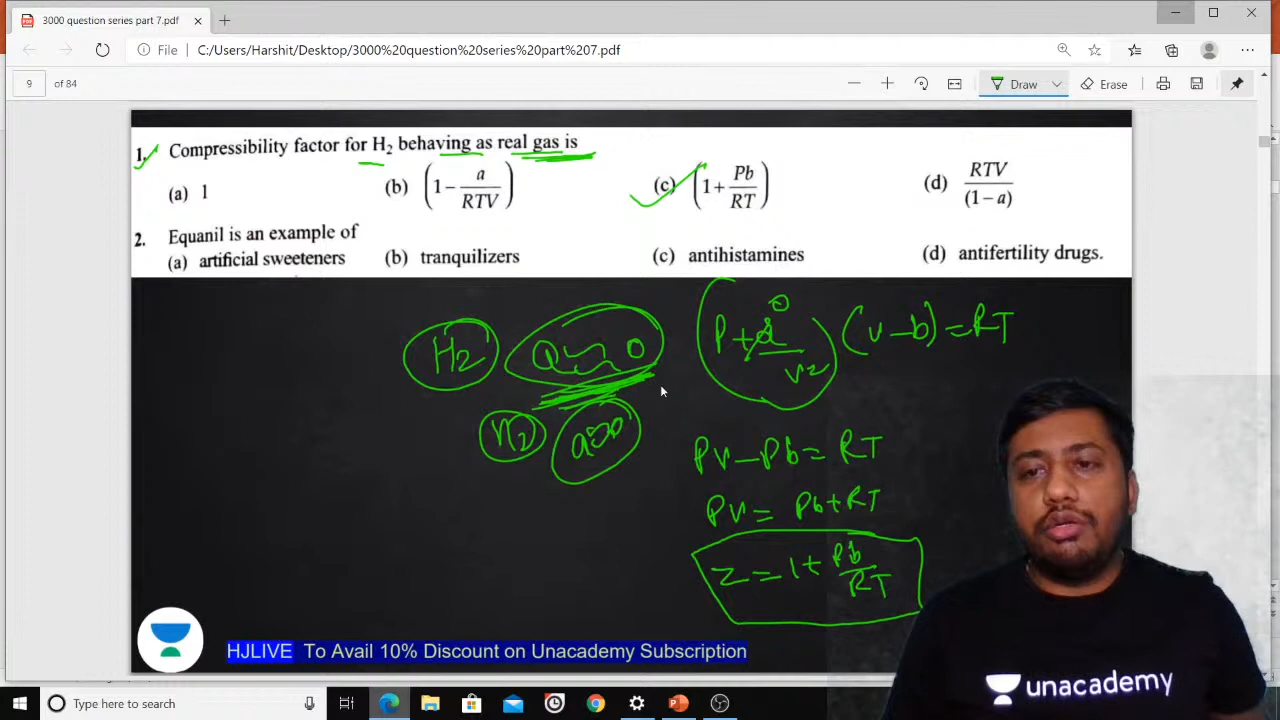 3000 question series part 7.pdf
File C:/Users/Harshit/Desktop/3000%20question%20series%20part%207.pdf
9 of 84
Draw
Erase
1. Compressibility factor for H₂ behaving as real gas is
(a) 1 (b) (1 − a/RTV) (c) (1 + Pb/RT) (d) RTV/(1 − a)
2. Equanil is an example of
(a) artificial sweeteners (b) tranquilizers (c) antihistamines (d) antifertility drugs.
H2
(P + a/v2) (v − b) = RT
Pv − Pb = RT
Pv = Pb + RT
Z = 1 + Pb/RT
HJLIVE To Avail 10% Discount on Unacademy Subscription
unacademy
Type here to search